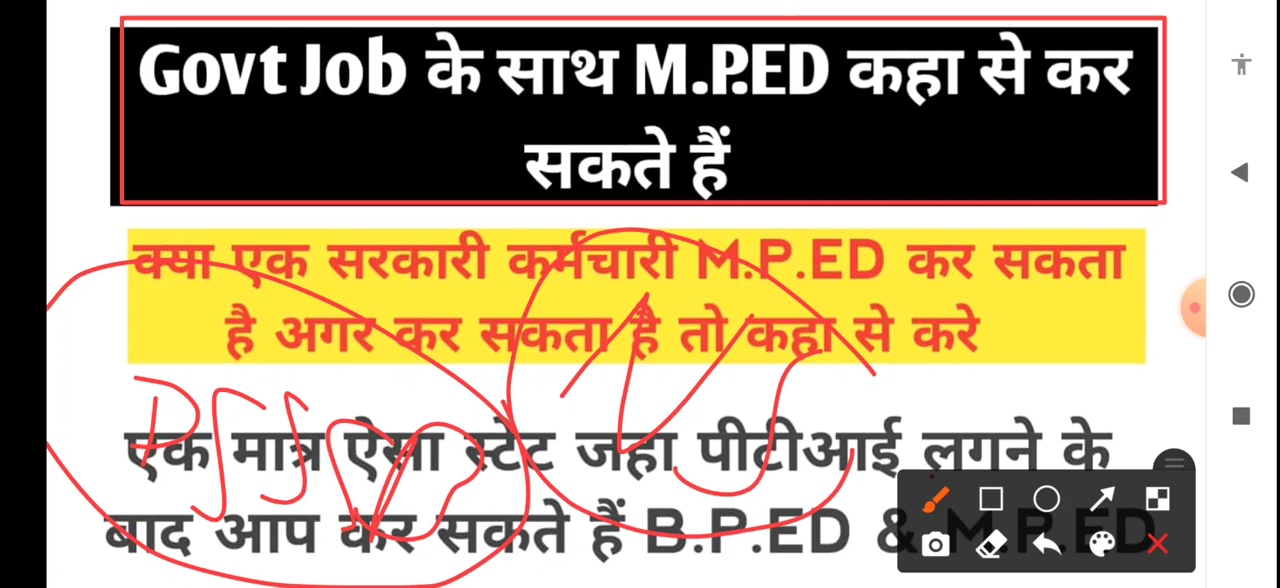 Govt Job के साथ M.P.ED कहा से कर
सकते हैं
क्या एक सरकारी कर्मचारी M.P.ED कर सकता
है अगर कर सकता है तो कहा से करे
एक मात्र ऐसा स्टेट जहा पीटीआई लगने के
बाद आप कर सकते हैं B.P.ED & M.P.ED